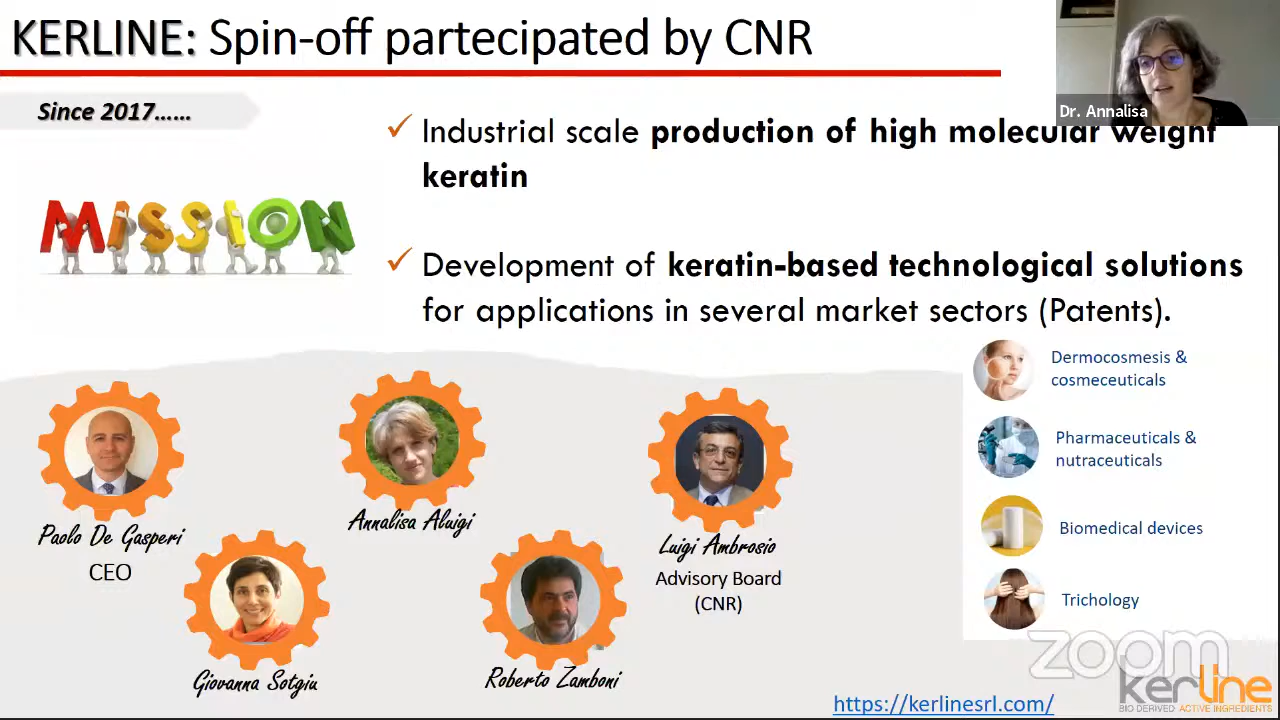 KERLINE: Spin-off partecipated by CNR
Since 2017......
Dr. Annalisa
Industrial scale production of high molecular weight
keratin
MISSION
Development of keratin-based technological solutions
for applications in several market sectors (Patents).
Dermocosmesis &
cosmeceuticals
Pharmaceuticals &
nutraceuticals
Biomedical devices
Trichology
Paolo De Gasperi
CEO
Annalisa Aluigi
Luigi Ambrosio
Advisory Board
(CNR)
Giovanna Sotgiu
Roberto Zamboni
zoom
kerline
BIO DERIVED ACTIVE INGREDIENTS
https://kerlinesrl.com/